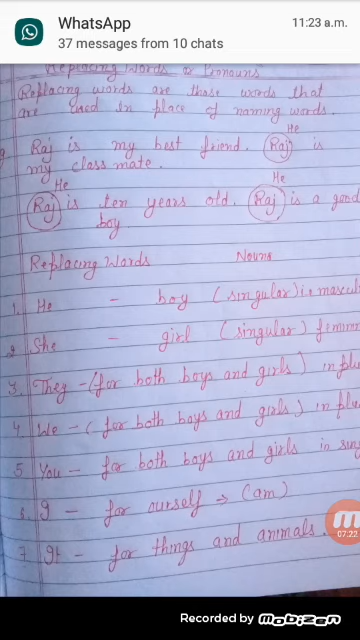 WhatsApp 11:23 a.m.
37 messages from 10 chats
Replacing Words or Pronouns
Replacing words are those words that
are used in place of naming words.
He
Raj is my best friend. Raj is
my class mate.
He He
Raj is ten years old. Raj is a good
boy.
Replacing Words Nouns
1. He - boy (singular) in mascul
2. She - girl (singular) femin
3. They - (for both boys and girls) in plu
4. We - (for both boys and girls) in plu
5 You - for both boys and girls in sin
6. I - for ourself → (am)
7. It - for things and animals.
07:22
Recorded by Mobizen